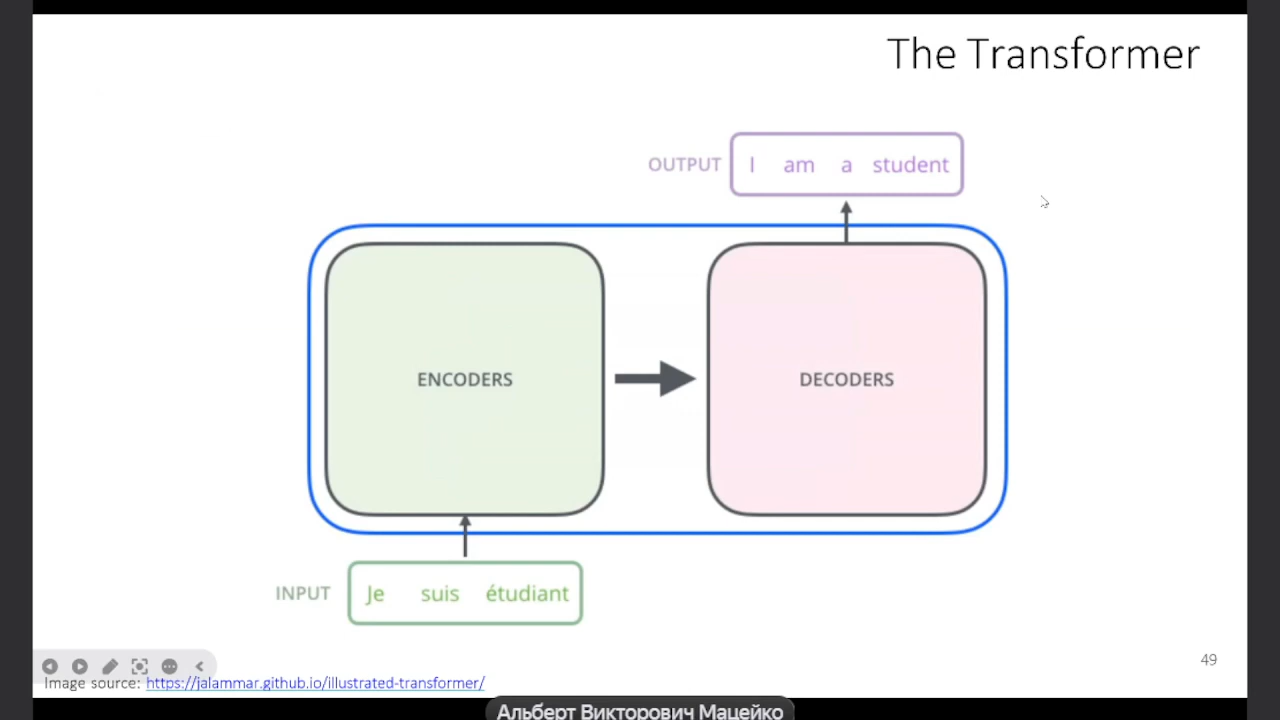 The Transformer
OUTPUT I am a student
ENCODERS
DECODERS
INPUT Je suis étudiant
49
Image source: https://jalammar.github.io/illustrated-transformer/
Альберт Викторович Мацейко